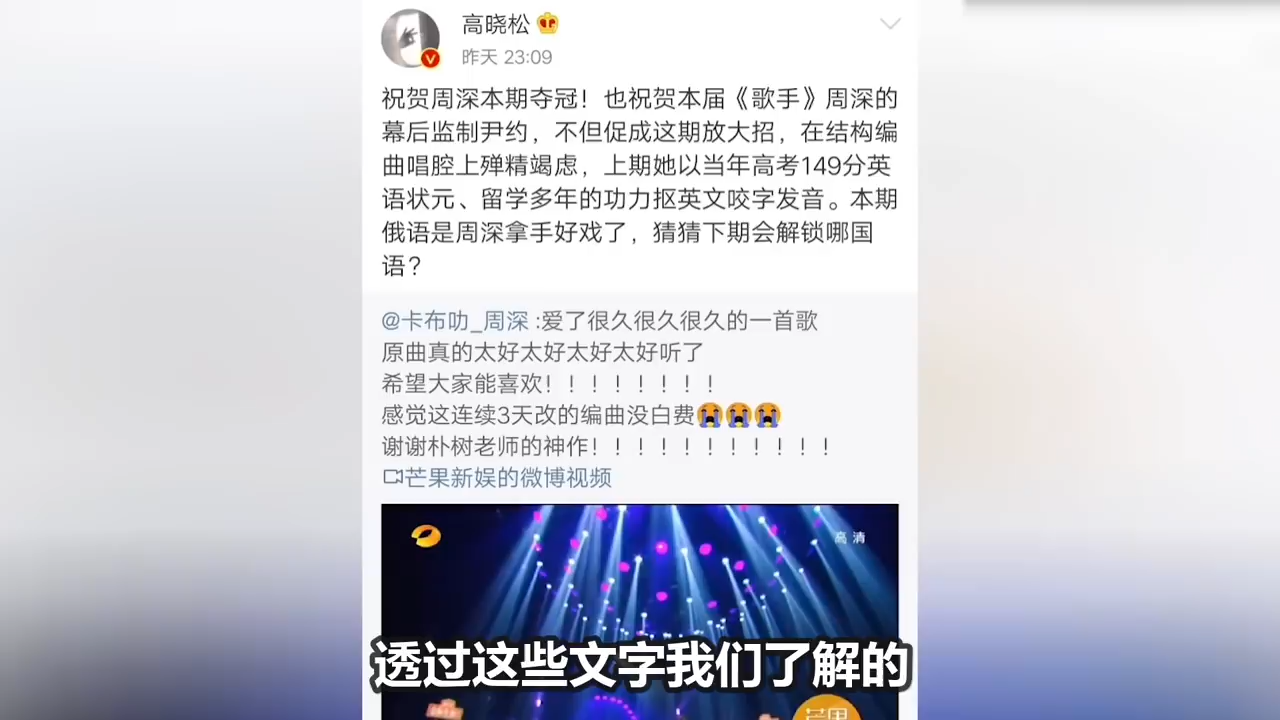 高晓松
昨天 23:09
祝贺周深本期夺冠！也祝贺本届《歌手》周深的
幕后监制尹约，不但促成这期放大招，在结构编
曲唱腔上殚精竭虑，上期她以当年高考149分英
语状元、留学多年的功力抠英文咬字发音。本期
俄语是周深拿手好戏了，猜猜下期会解锁哪国
语？
@卡布叻_周深 :爱了很久很久很久的一首歌
原曲真的太好太好太好太好听了
希望大家能喜欢！！！！！！！！
感觉这连续3天改的编曲没白费😭😭😭
谢谢朴树老师的神作！！！！！！！！！！！
芒果新娱的微博视频
高清
透过这些文字我们了解的